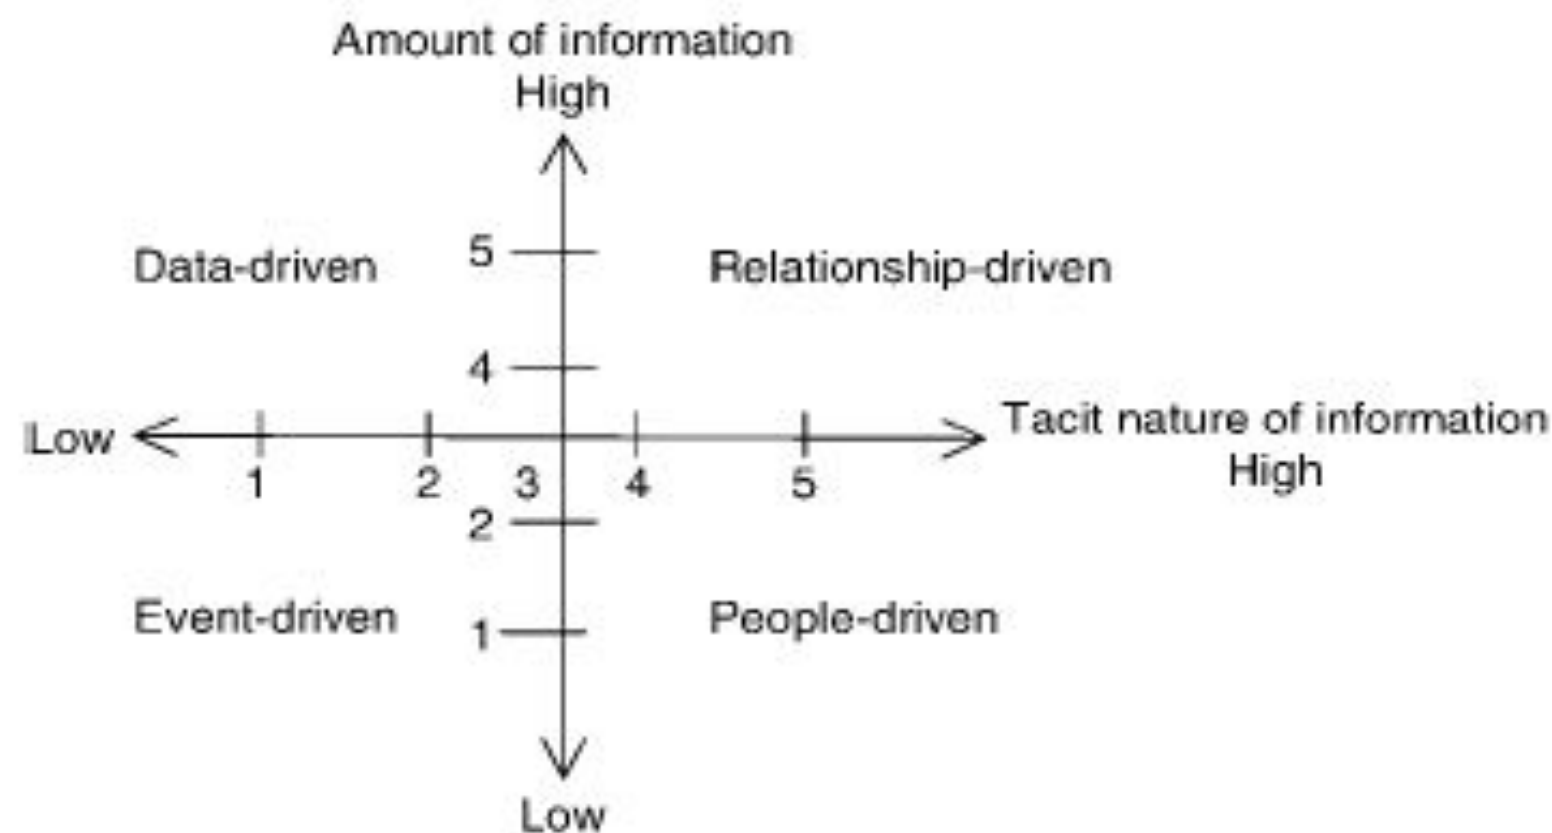 Amount of information
High
5
Data-driven
Relationship-driven
4
Low
Tacit nature of information
High
1
2
3
4
5
2
Event-driven
1
People-driven
Low